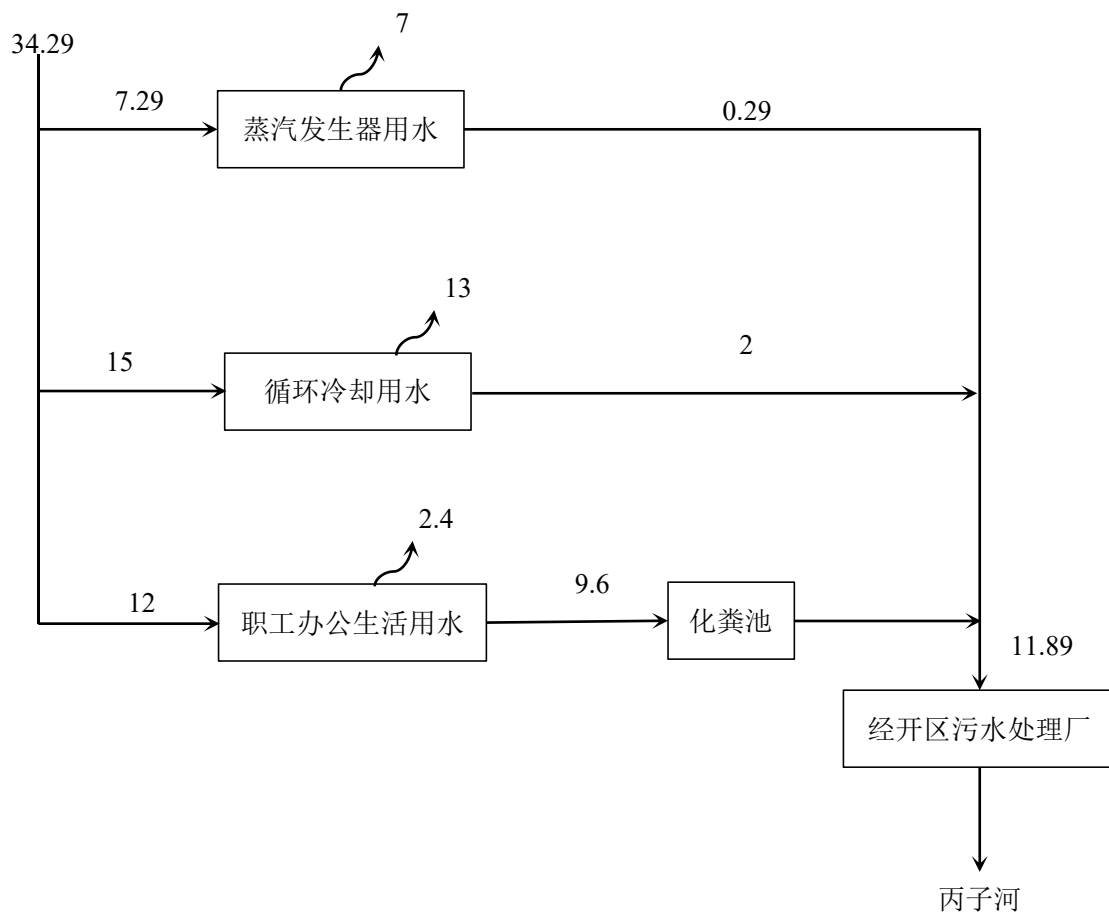 7
34.29
7.29
蒸汽发生器用水
0.29
13
15
循环冷却用水
2
2.4
12
职工办公生活用水
9.6
化粪池
11.89
经开区污水处理厂
丙子河